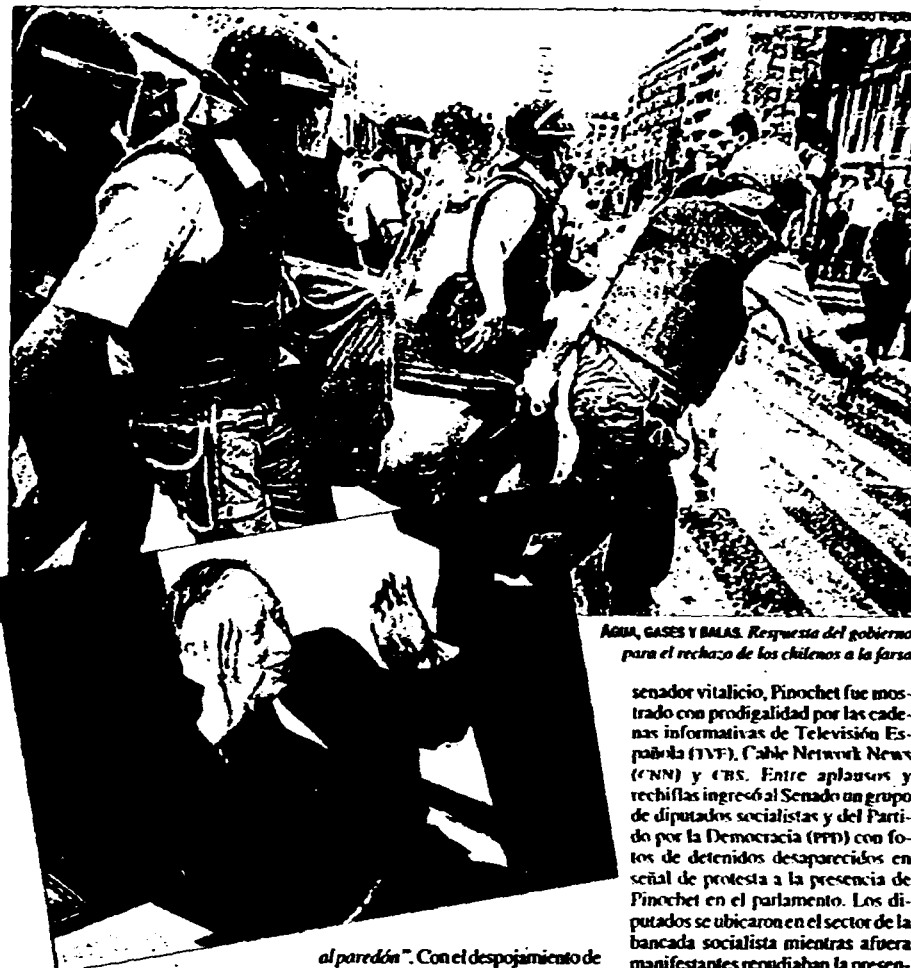 AGUA, GASES Y BALAS. Respuesta del gobierno
para el rechazo de los chilenos a la farsa
senador vitalicio, Pinochet fue mos-
trado con prodigalidad por las cade-
nas informativas de Televisión Es-
pañola (TVE), Cable Network News
(CNN) y CBS. Entre aplausos y
rechiflas ingresó al Senado un grupo
de diputados socialistas y del Parti-
do por la Democracia (PPD) con fo-
tos de detenidos desaparecidos en
señal de protesta a la presencia de
Pinochet en el parlamento. Los di-
putados se ubicaron en el sector de la
bancada socialista mientras afuera
manifestantes repudiaban la presen-
al paredón". Con el despojamiento de